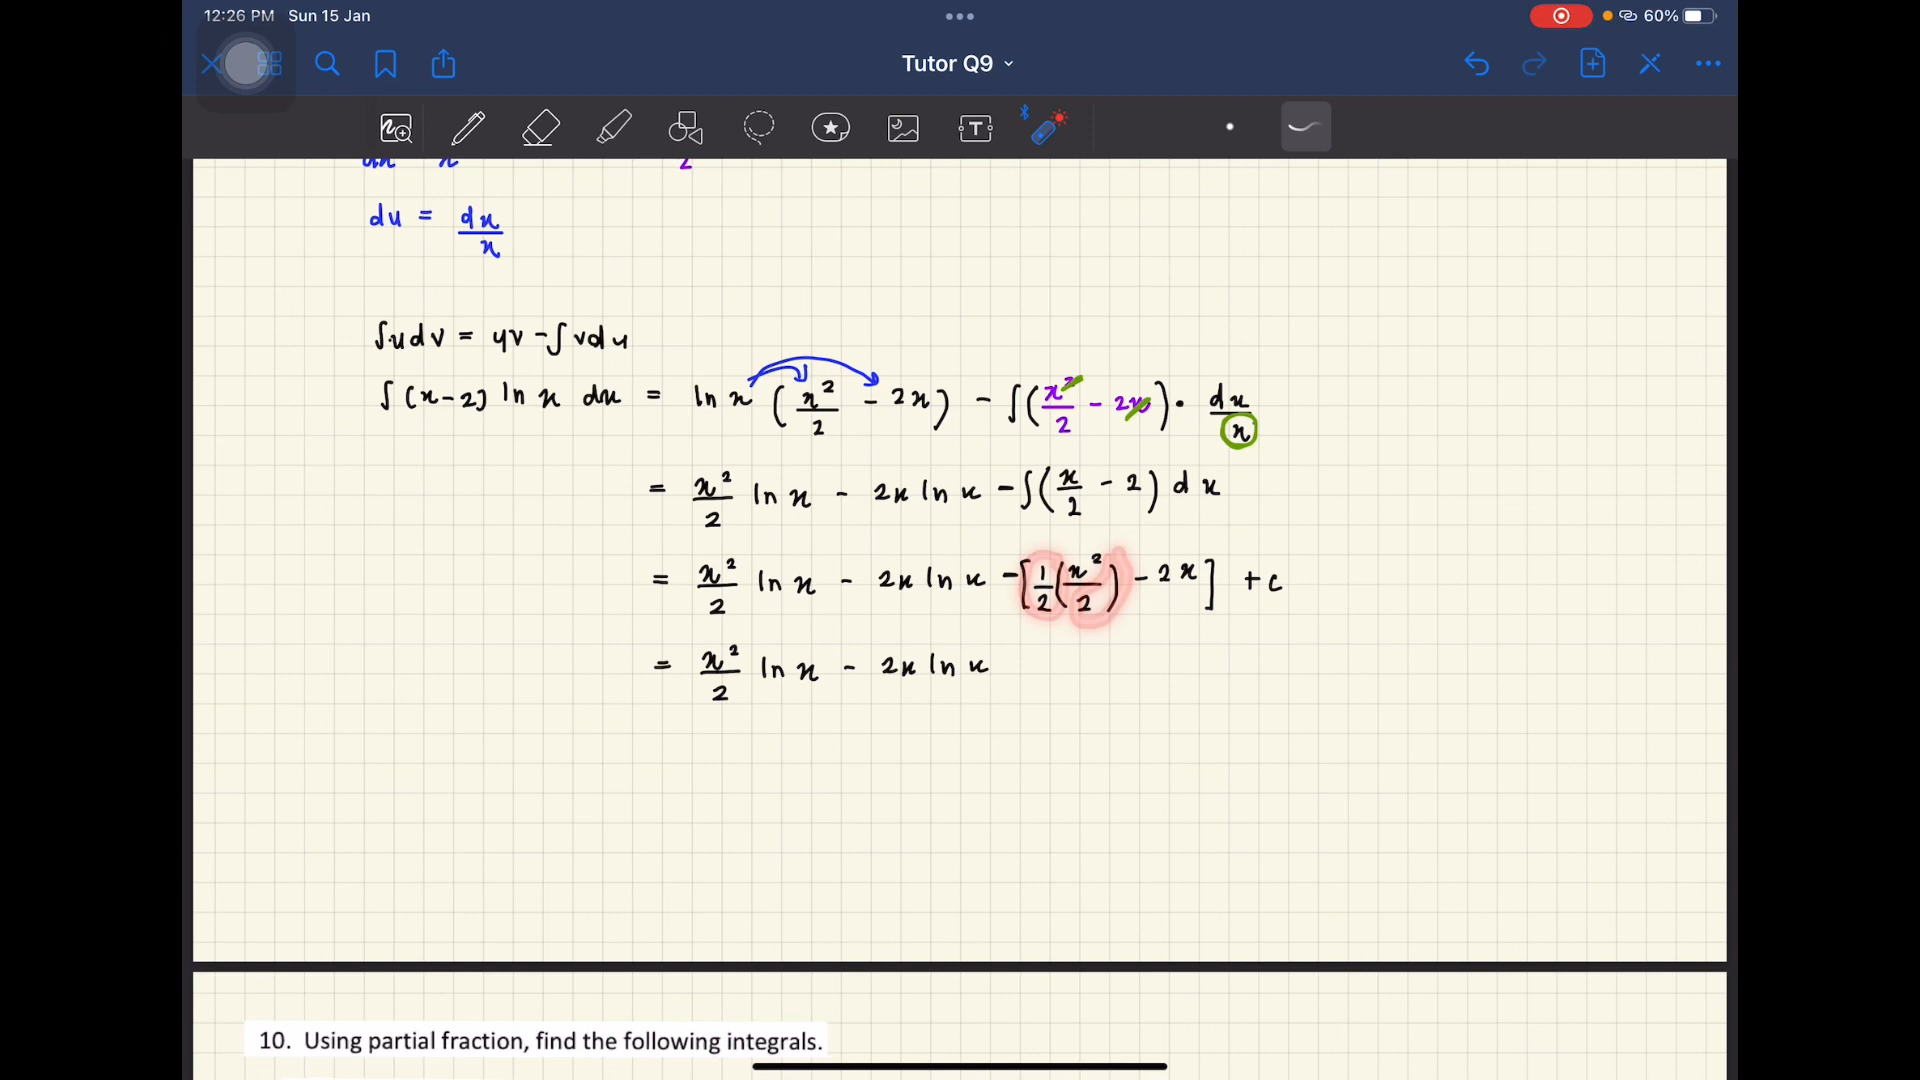 12:26 PM Sun 15 Jan 60%
Tutor Q9
du = dx/x
∫udv = uv - ∫vdu
∫(x-2) ln x dx = ln x (x²/2 - 2x) - ∫(x²/2 - 2x) • dx/x
= x²/2 ln x - 2x ln x - ∫(x/2 - 2) dx
= x²/2 ln x - 2x ln x - [1/2(x²/2) - 2x] + c
= x²/2 ln x - 2x ln x
10. Using partial fraction, find the following integrals.